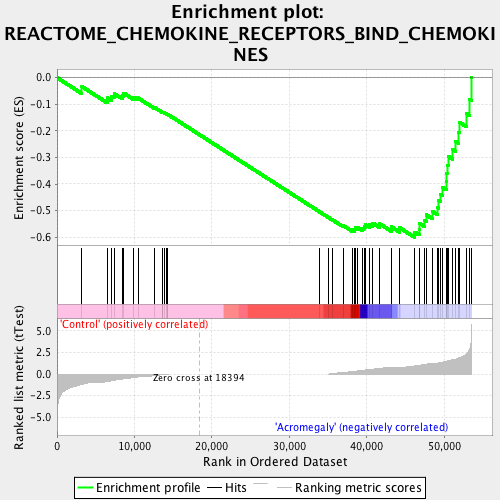 Enrichment plot:
REACTOME_CHEMOKINE_RECEPTORS_BIND_CHEMOKI
NES
Enrichment score (ES)
0.0
-0.1
-0.2
-0.3
-0.4
-0.5
-0.6
Ranked list metric (tTest)
5.0
2.5
0.0
-2.5
-5.0
'Control' (positively correlated)
Zero cross at 18394
'Acromegaly' (negatively correlated)
0
10,000
20,000
30,000
40,000
50,000
Rank in Ordered Dataset
Enrichment profile
Hits
Ranking metric scores